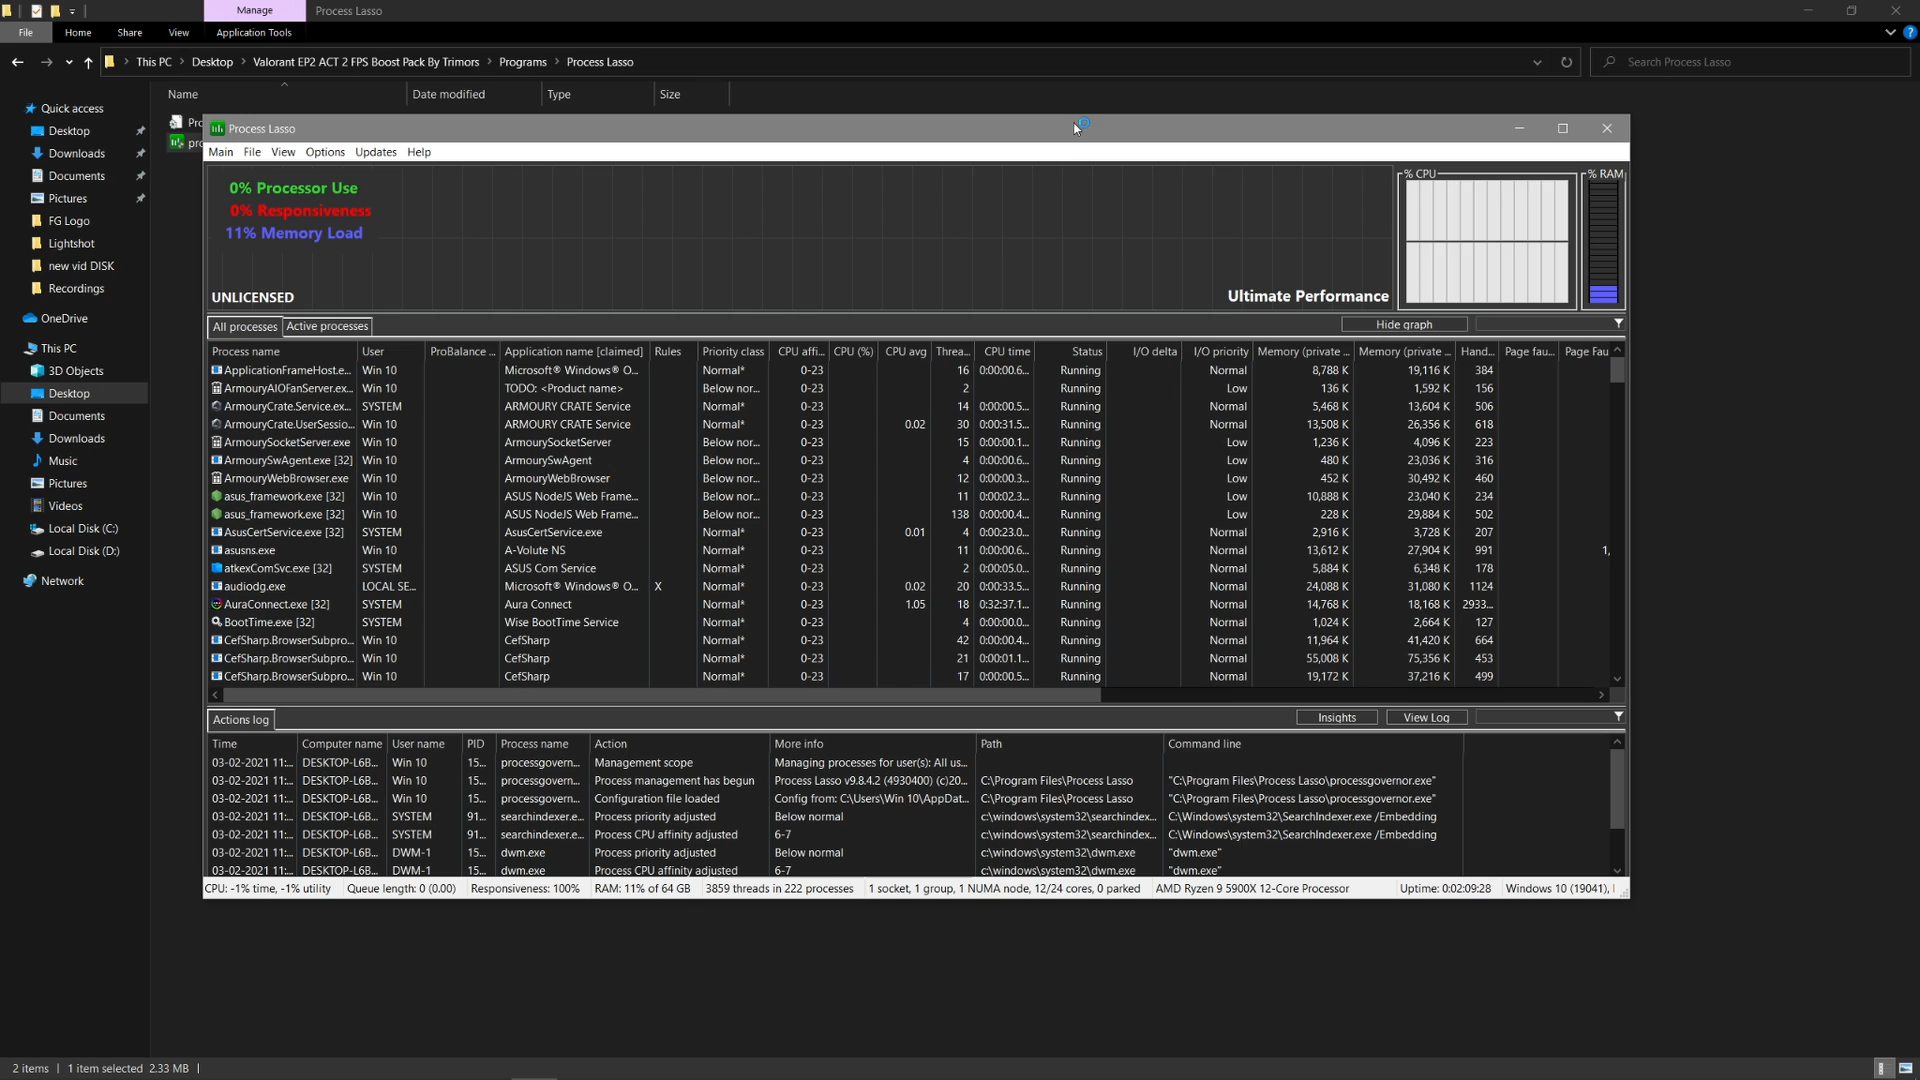 Manage
Process Lasso
File
Home
Share
View
Application Tools
This PC
Desktop
Valorant EP2 ACT 2 FPS Boost Pack By Trimors
Programs
Process Lasso
Search Process Lasso
Name
Date modified
Type
Size
Quick access
Desktop
Downloads
Documents
Pictures
FG Logo
Lightshot
new vid DISK
Recordings
OneDrive
This PC
3D Objects
Desktop
Documents
Downloads
Music
Pictures
Videos
Local Disk (C:)
Local Disk (D:)
Network
Process Lasso
Main File View Options Updates Help
0% Processor Use
0% Responsiveness
11% Memory Load
UNLICENSED
Ultimate Performance
% CPU
% RAM
All processes
Active processes
Hide graph
Process name User ProBalance ... Application name [claimed] Rules Priority class CPU affi... CPU (%) CPU avg Threa... CPU time Status I/O delta I/O priority Memory (private ... Memory (private ... Hand... Page fau... Page Fau
ApplicationFrameHost.e... Win 10 Microsoft® Windows® O... Normal* 0-23 16 0:00:00.6... Running Normal 8,788 K 19,116 K 384
ArmouryAIOFanServer.ex... Win 10 TODO: <Product name> Below nor... 0-23 2 Running Low 136 K 1,592 K 156
ArmouryCrate.Service.ex... SYSTEM ARMOURY CRATE Service Normal* 0-23 14 0:00:00.5... Running Normal 5,468 K 13,604 K 506
ArmouryCrate.UserSessio... Win 10 ARMOURY CRATE Service Normal* 0-23 0.02 30 0:00:31.5... Running Normal 13,508 K 26,356 K 618
ArmourySocketServer.exe Win 10 ArmourySocketServer Below nor... 0-23 15 0:00:00.1... Running Low 1,236 K 4,096 K 223
ArmourySwAgent.exe [32] Win 10 ArmourySwAgent Below nor... 0-23 4 0:00:00.6... Running Low 480 K 23,036 K 316
ArmouryWebBrowser.exe Win 10 ArmouryWebBrowser Below nor... 0-23 12 0:00:00.3... Running Low 452 K 30,492 K 460
asus_framework.exe [32] Win 10 ASUS NodeJS Web Frame... Below nor... 0-23 11 0:00:02.3... Running Low 10,888 K 23,040 K 234
asus_framework.exe [32] Win 10 ASUS NodeJS Web Frame... Below nor... 0-23 138 0:00:00.4... Running Low 228 K 29,884 K 502
AsusCertService.exe [32] SYSTEM AsusCertService.exe Normal* 0-23 0.01 4 0:00:23.0... Running Normal 2,916 K 3,728 K 207
asusns.exe Win 10 A-Volute NS Normal* 0-23 11 0:00:00.6... Running Normal 13,612 K 27,904 K 991 1,
atkexComSvc.exe [32] SYSTEM ASUS Com Service Normal* 0-23 2 0:00:05.0... Running Normal 5,884 K 6,348 K 178
audiodg.exe LOCAL SE... Microsoft® Windows® O... X Normal* 0-23 0.02 20 0:00:33.5... Running Normal 24,088 K 31,080 K 1124
AuraConnect.exe [32] SYSTEM Aura Connect Normal* 0-23 1.05 18 0:32:37.1... Running Normal 14,768 K 18,168 K 2933...
BootTime.exe [32] SYSTEM Wise BootTime Service Normal* 0-23 4 0:00:00.0... Running Normal 1,024 K 2,664 K 127
CefSharp.BrowserSubpro... Win 10 CefSharp Normal* 0-23 42 0:00:00.4... Running Normal 11,964 K 41,420 K 664
CefSharp.BrowserSubpro... Win 10 CefSharp Normal* 0-23 21 0:00:01.1... Running Normal 55,008 K 75,356 K 453
CefSharp.BrowserSubpro... Win 10 CefSharp Normal* 0-23 17 0:00:00.5... Running Normal 19,172 K 37,216 K 499
Actions log
Insights
View Log
Time Computer name User name PID Process name Action More info Path Command line
03-02-2021 11:... DESKTOP-L6B... Win 10 15... processgovern... Management scope Managing processes for user(s): All us...
03-02-2021 11:... DESKTOP-L6B... Win 10 15... processgovern... Process management has begun Process Lasso v9.8.4.2 (4930400) (c)20... C:\Program Files\Process Lasso "C:\Program Files\Process Lasso\processgovernor.exe"
03-02-2021 11:... DESKTOP-L6B... Win 10 15... processgovern... Configuration file loaded Config from: C:\Users\Win 10\AppDat... C:\Program Files\Process Lasso "C:\Program Files\Process Lasso\processgovernor.exe"
03-02-2021 11:... DESKTOP-L6B... SYSTEM 91... searchindexer.e... Process priority adjusted Below normal c:\windows\system32\searchindex... C:\Windows\system32\SearchIndexer.exe /Embedding
03-02-2021 11:... DESKTOP-L6B... SYSTEM 91... searchindexer.e... Process CPU affinity adjusted 6-7 c:\windows\system32\searchindex... C:\Windows\system32\SearchIndexer.exe /Embedding
03-02-2021 11:... DESKTOP-L6B... DWM-1 15... dwm.exe Process priority adjusted Below normal c:\windows\system32\dwm.exe "dwm.exe"
03-02-2021 11:... DESKTOP-L6B... DWM-1 15... dwm.exe Process CPU affinity adjusted 6-7 c:\windows\system32\dwm.exe "dwm.exe"
CPU: -1% time, -1% utility Queue length: 0 (0.00) Responsiveness: 100% RAM: 11% of 64 GB 3859 threads in 222 processes 1 socket, 1 group, 1 NUMA node, 12/24 cores, 0 parked AMD Ryzen 9 5900X 12-Core Processor Uptime: 0:02:09:28 Windows 10 (19041),
2 items 1 item selected 2.33 MB